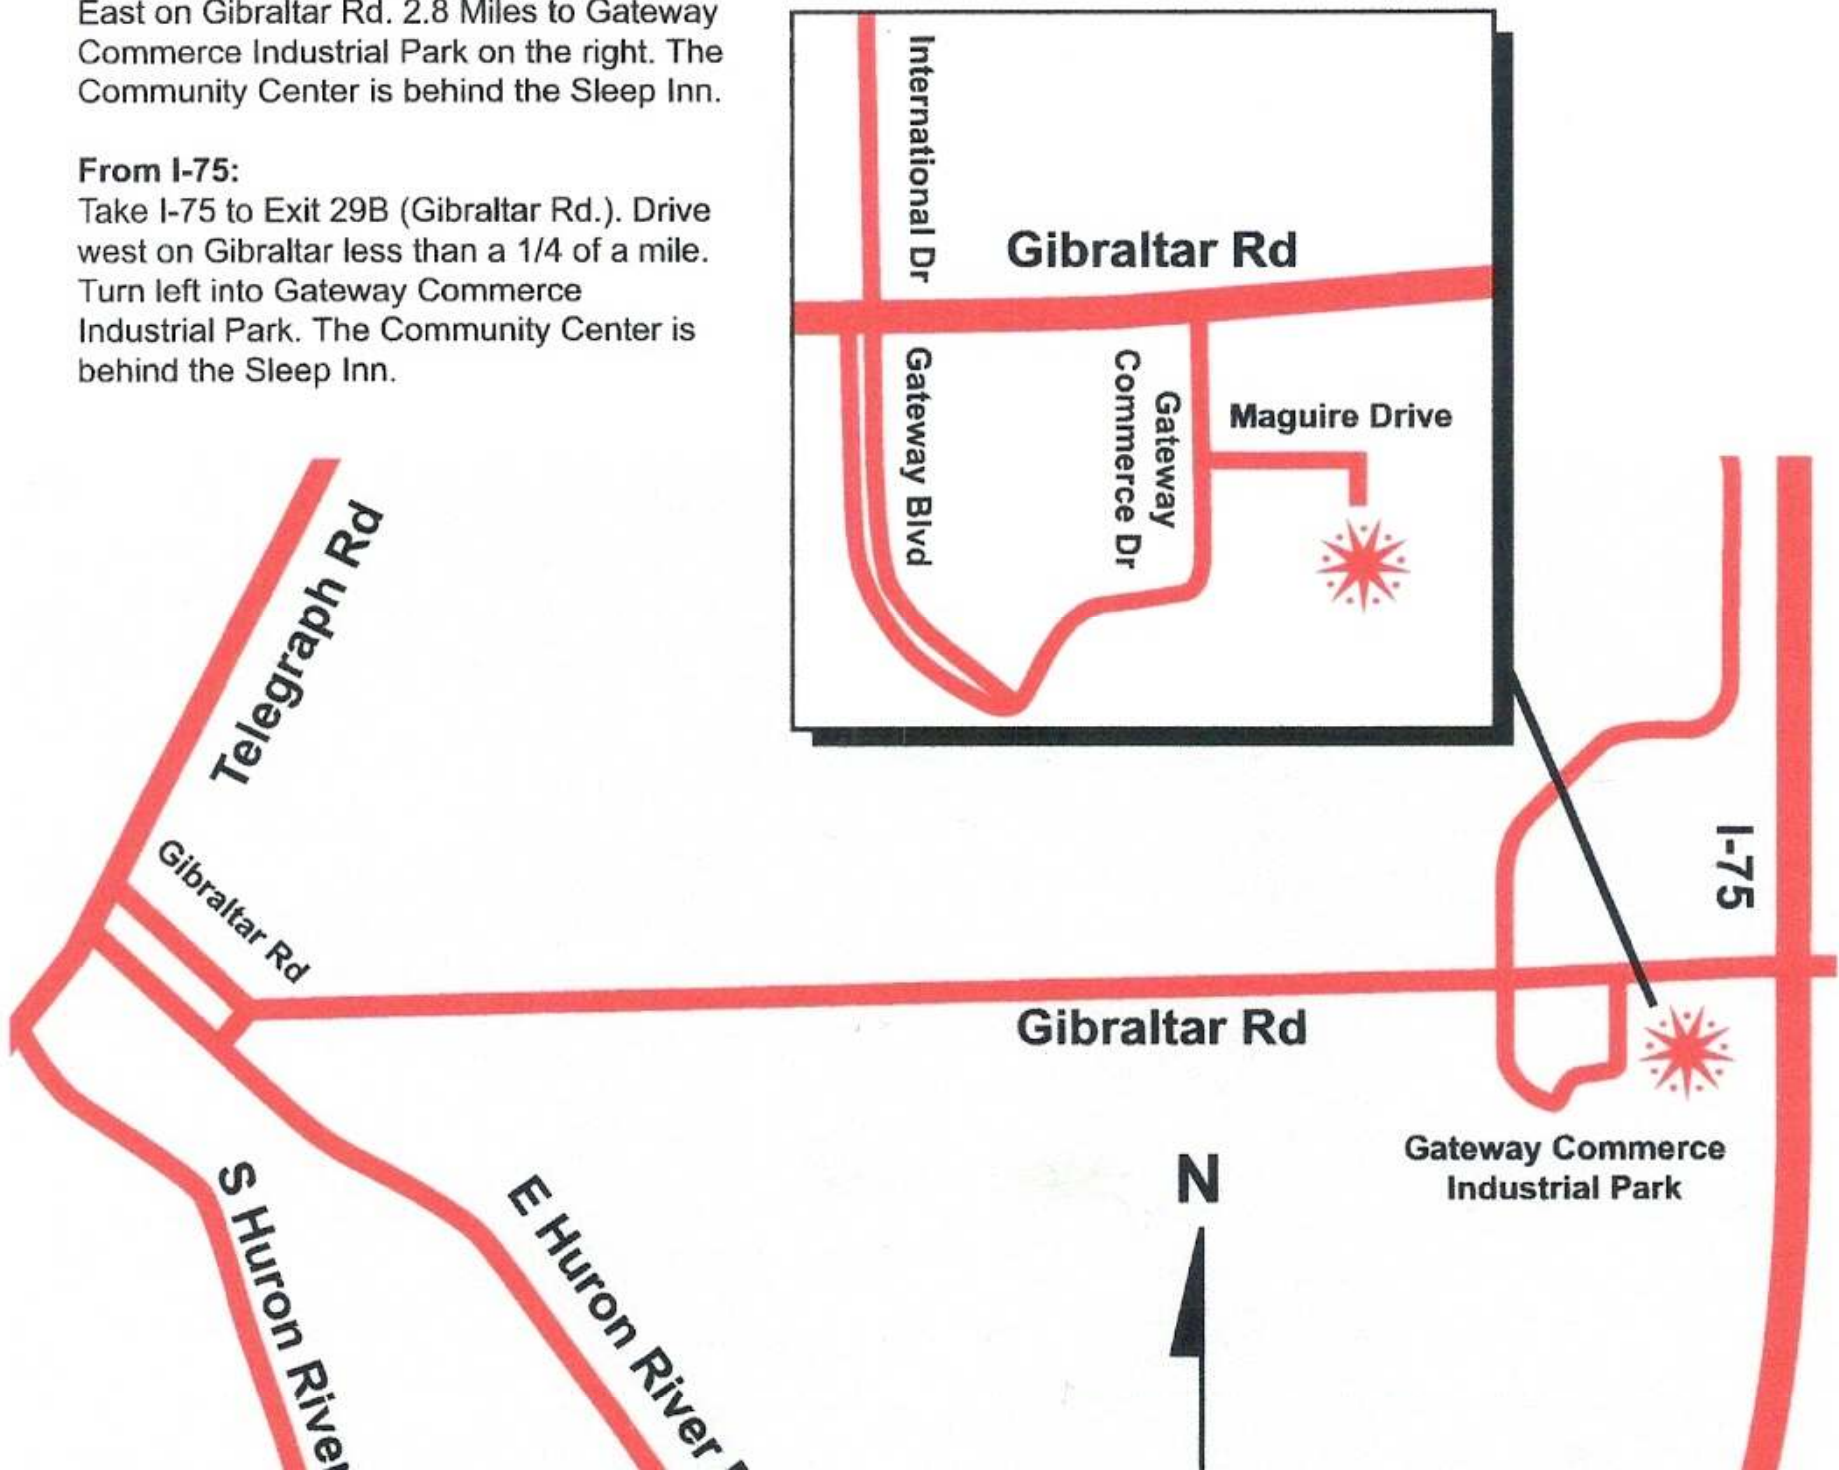 East on Gibraltar Rd. 2.8 Miles to Gateway
Commerce Industrial Park on the right. The
Community Center is behind the Sleep Inn.
From I-75:
Take I-75 to Exit 29B (Gibraltar Rd.). Drive
west on Gibraltar less than a 1/4 of a mile.
Turn left into Gateway Commerce
Industrial Park. The Community Center is
behind the Sleep Inn.
International Dr
Gibraltar Rd
Gateway Blvd
Gateway
Commerce Dr
Maguire Drive
Telegraph Rd
Gibraltar Rd
I-75
Gibraltar Rd
Gateway Commerce
Industrial Park
N
S Huron River
E Huron River